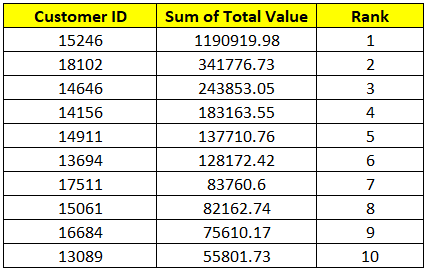 Customer ID Sum of Total Value Rank
15246 1190919.98 1
18102 341776.73 2
14646 243853.05 3
14156 183163.55 4
14911 137710.76 5
13694 128172.42 6
17511 83760.6 7
15061 82162.74 8
16684 75610.17 9
13089 55801.73 10